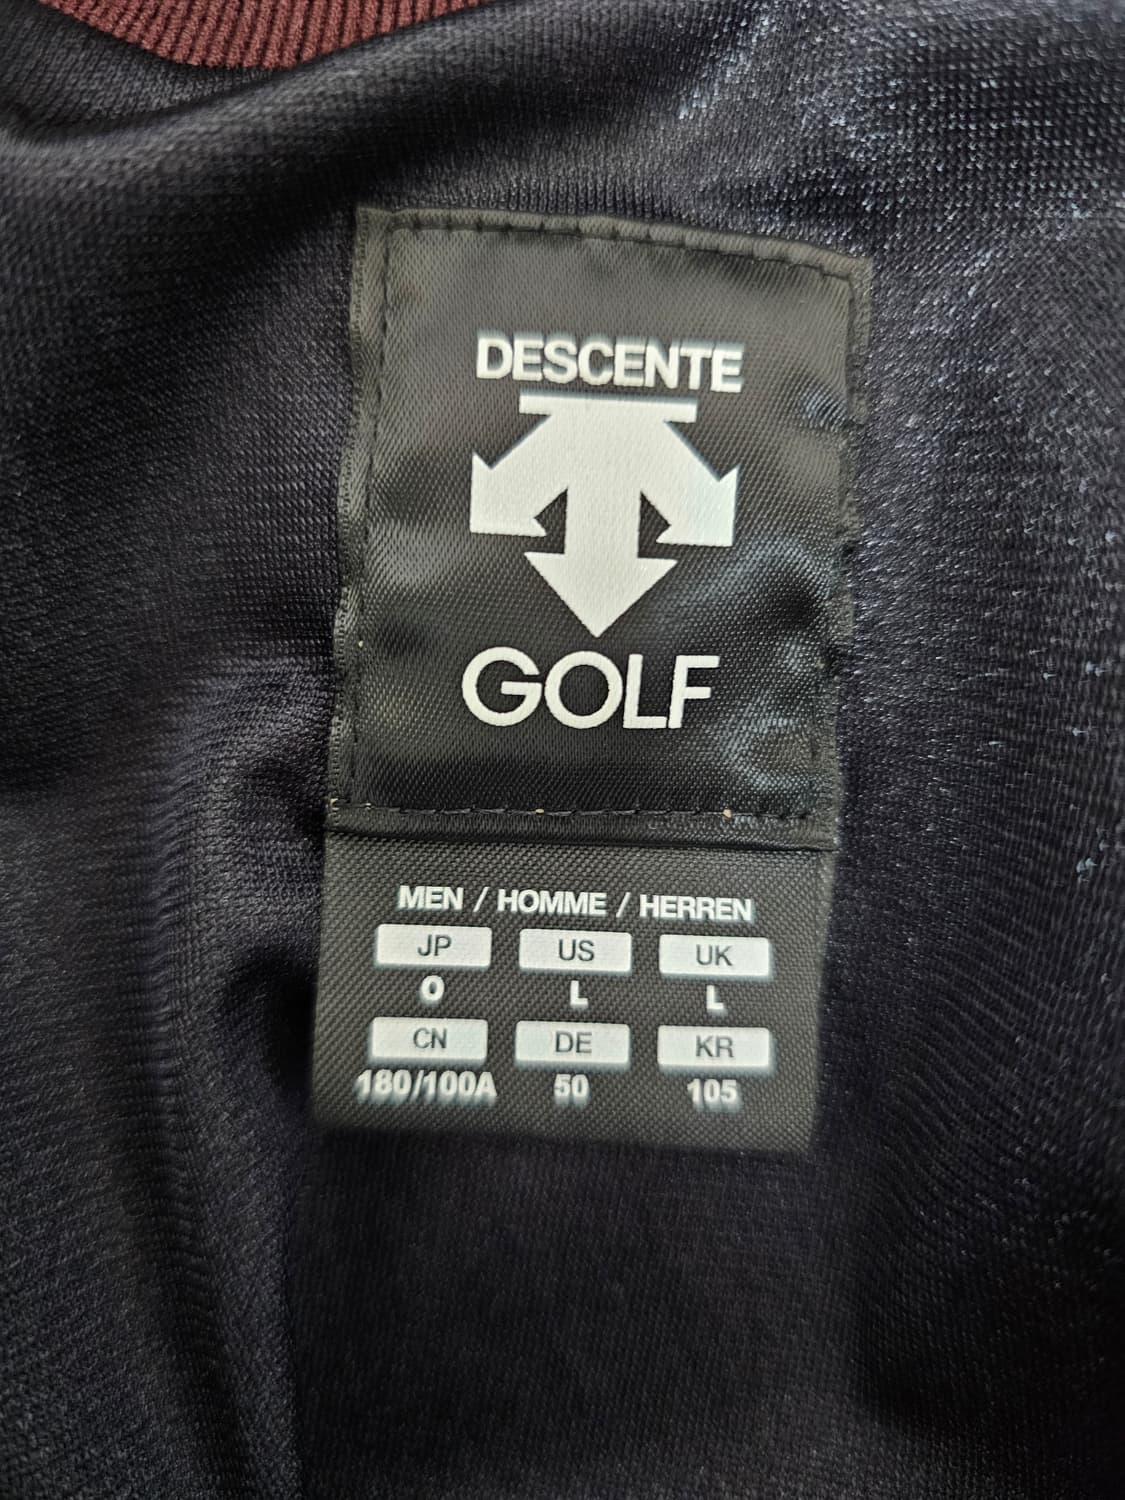 DESCENTE
GOLF
MEN / HOMME / HERREN
JP US UK
O L L
CN DE KR
180/100A 50 105